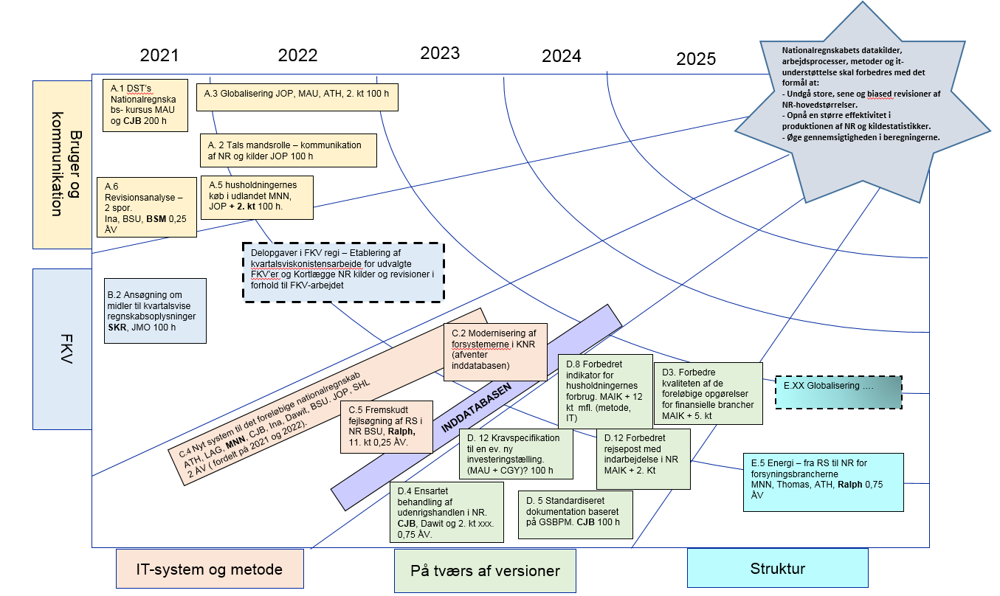 2021
2022
2023
2024
2025
Nationalregnskabets datakilder,
arbejdsprocesser, metoder og it-
understøttelse skal forbedres med det
formål at:
- Undgå store, sene og biased revisioner af
NR-hovedstørrelser.
- Opnå en større effektivitet i
produktionen af NR og kildestatistikker.
- Øge gennemsigtigheden i beregningerne.
Bruger og
kommunikation
A.1 DST's
Nationalregnska
bs- kursus MAU
og CJB 200 h
A.3 Globalisering JOP, MAU, ATH, 2. kt 100 h
A. 2 Tals mandsrolle – kommunikation
af NR og kilder JOP 100 h
A.6
Revisionsanalyse –
2 spor.
Ina, BSU, BSM 0,25
ÅV
A.5 husholdningernes
køb i udlandet MNN,
JOP + 2. kt 100 h.
FKV
Delopgaver i FKV regi – Etablering af
kvartalsviskonistensarbejde for udvalgte
FKV'er og Kortlægge NR kilder og revisioner i
forhold til FKV-arbejdet
B.2 Ansøgning om
midler til kvartalsvise
regnskabsoplysninger
SKR, JMO 100 h
C.4 Nyt system til det foreløbige nationalregnskab
ATH, LAG, MNN, CJB, Ina, Dawit, BSU, JOP, SHL
2 ÅV ( fordelt på 2021 og 2022).
C.2 Modernisering af
forsystemerne i KNR
(afventer
inddatabasen)
C.5 Fremskudt
fejlsøgning af RS i
NR BSU, Ralph,
11. kt 0,25 ÅV.
INDDATABASEN
D.8 Forbedret
indikator for
husholdningernes
forbrug. MAIK + 12
kt mfl. (metode,
IT)
D3. Forbedre
kvaliteten af de
foreløbige opgørelser
for finansielle brancher
MAIK + 5. kt
E.XX Globalisering ….
D. 12 Kravspecifikation
til en ev. ny
investeringstælling.
(MAU + CGY)? 100 h
D.12 Forbedret
rejsepost med
indarbejdelse i NR
MAIK + 2. Kt
E.5 Energi – fra RS til NR for
forsyningsbrancherne
MNN, Thomas, ATH, Ralph 0,75
ÅV
D.4 Ensartet
behandling af
udenrigshandlen i NR.
CJB, Dawit og 2. kt xxx.
0,75 ÅV.
D. 5 Standardiseret
dokumentation baseret
på GSBPM. CJB 100 h
IT-system og metode
På tværs af versioner
Struktur